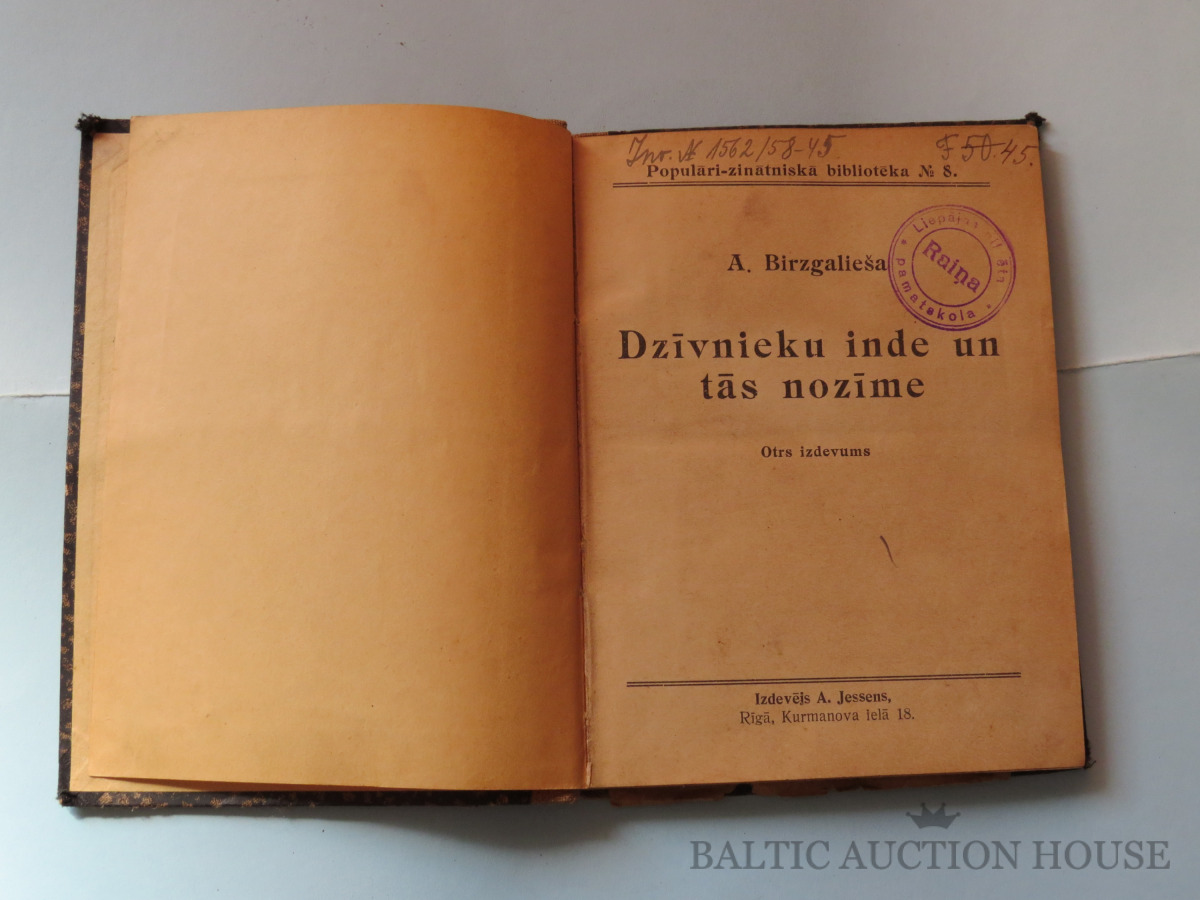 Inv. № 1562/58-45 F 50.45.
Populāri-zinātniskā bibliotēka № 8.
A. Birzgalieša
Liepājas
Raiņa
pamatskola
Dzīvnieku inde un
tās nozīme
Otrs izdevums
Izdevējs A. Jessens,
Rīgā, Kurmanova ielā 18.
BALTIC AUCTION HOUSE